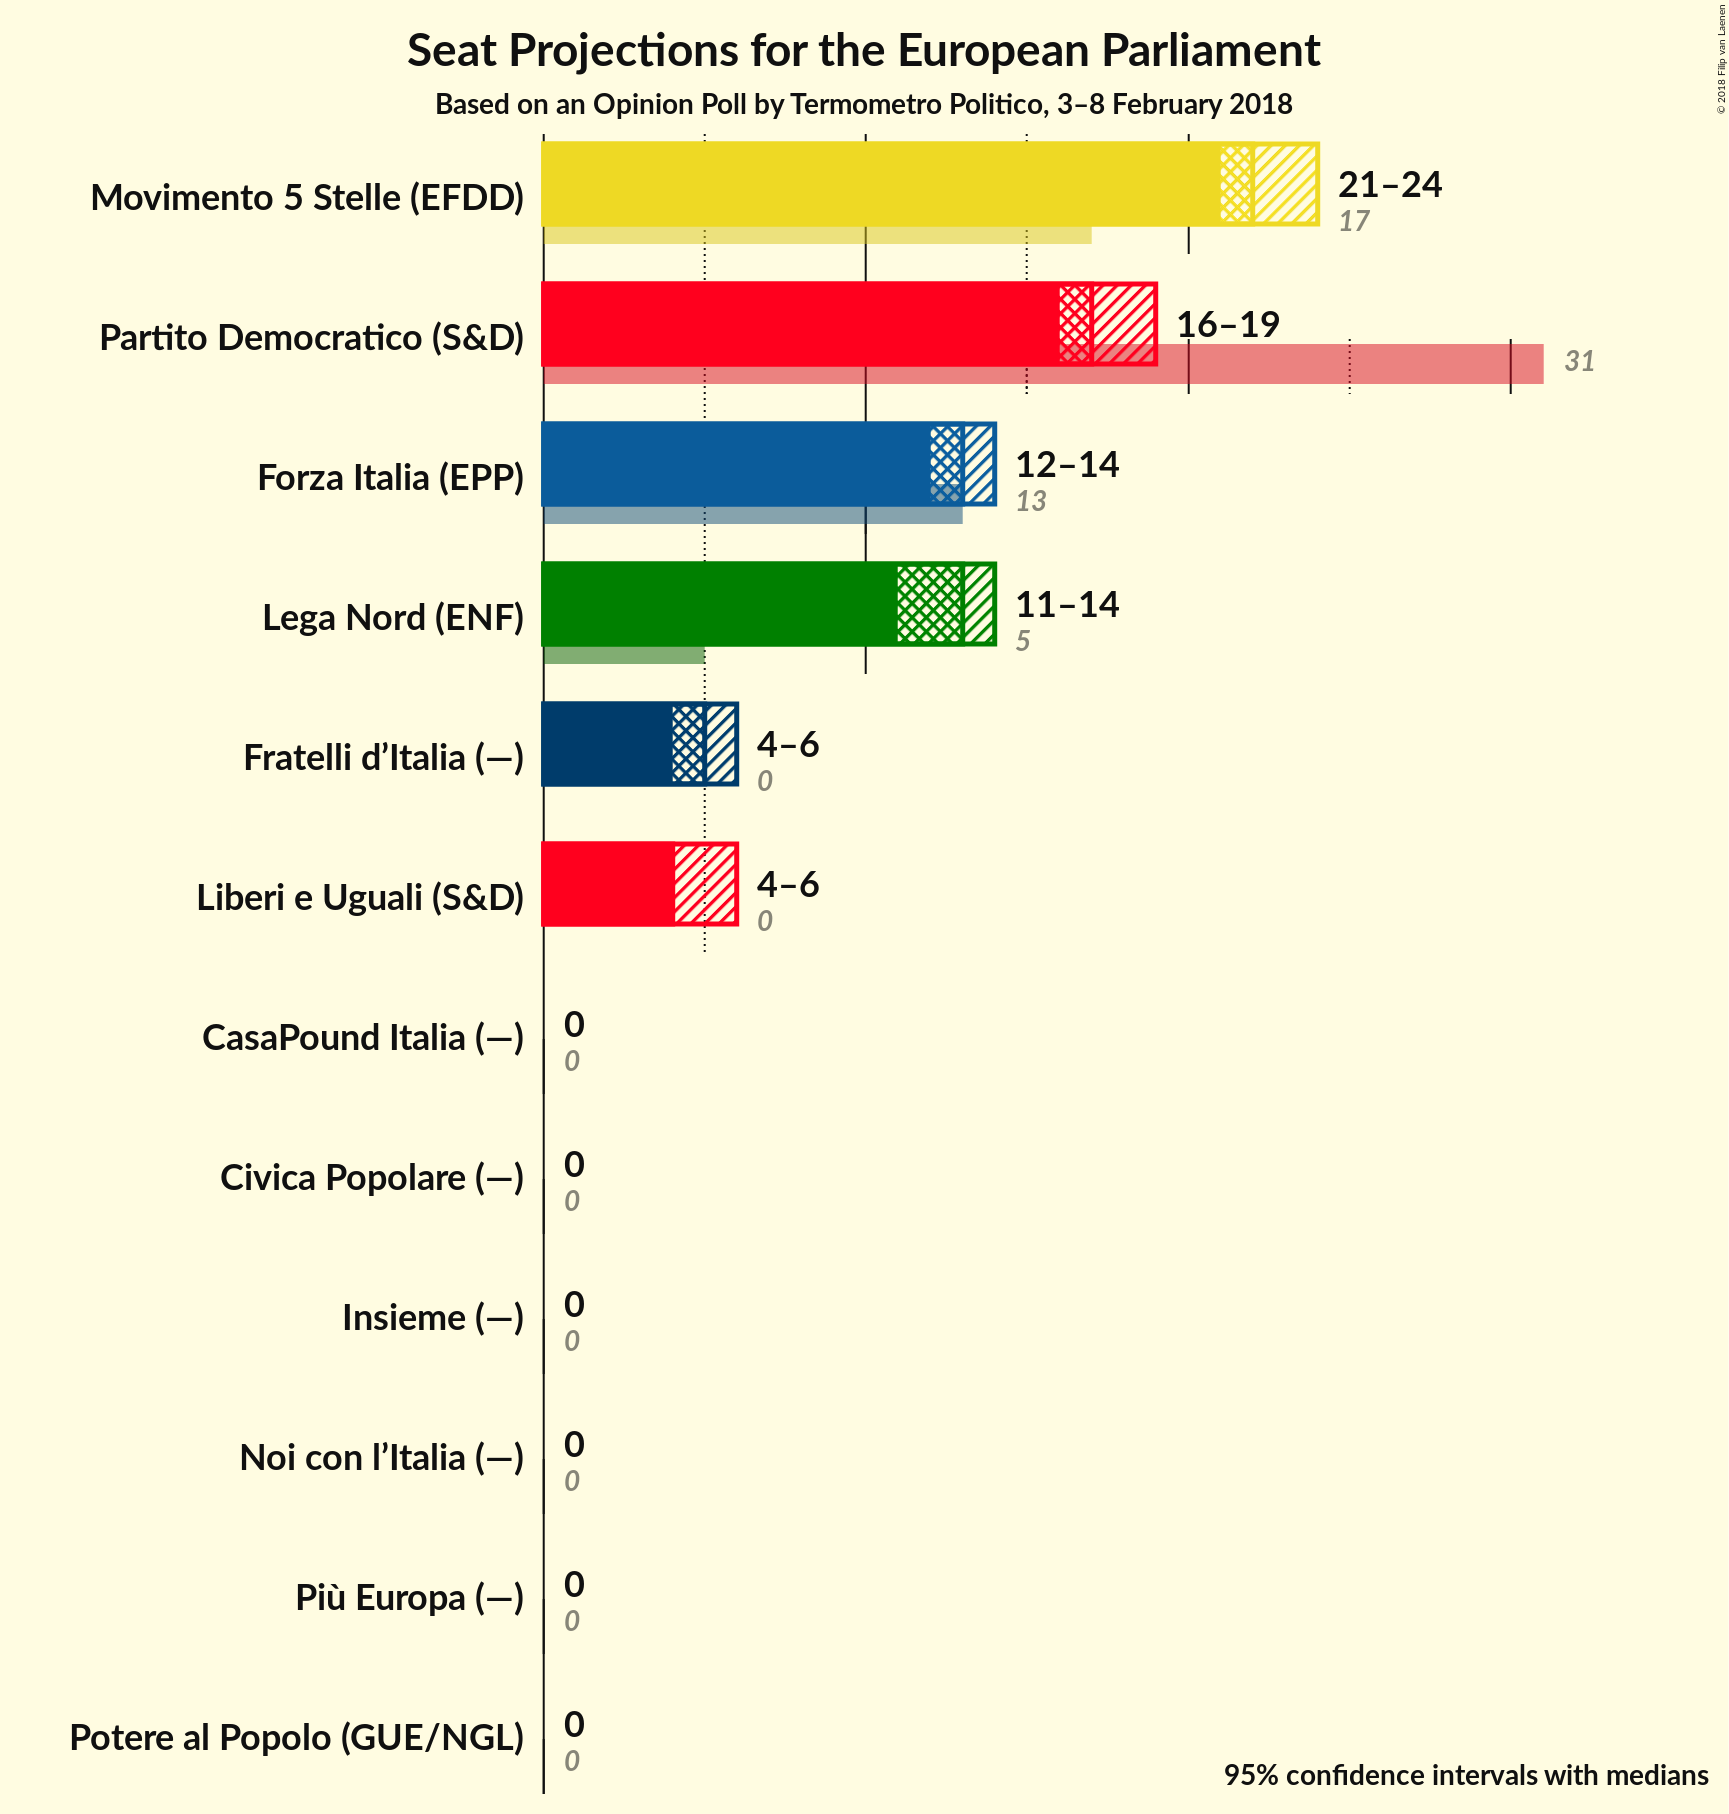 Seat Projections for the European Parliament
Based on an Opinion Poll by Termometro Politico, 3–8 February 2018
© 2018 Filip van Laenen
Movimento 5 Stelle (EFDD)
21–24
17
Partito Democratico (S&D)
16–19
31
Forza Italia (EPP)
12–14
13
Lega Nord (ENF)
11–14
5
Fratelli d’Italia (—)
4–6
0
Liberi e Uguali (S&D)
4–6
0
CasaPound Italia (—)
0
0
Civica Popolare (—)
0
0
Insieme (—)
0
0
Noi con l’Italia (—)
0
0
Più Europa (—)
0
0
Potere al Popolo (GUE/NGL)
0
0
95% confidence intervals with medians